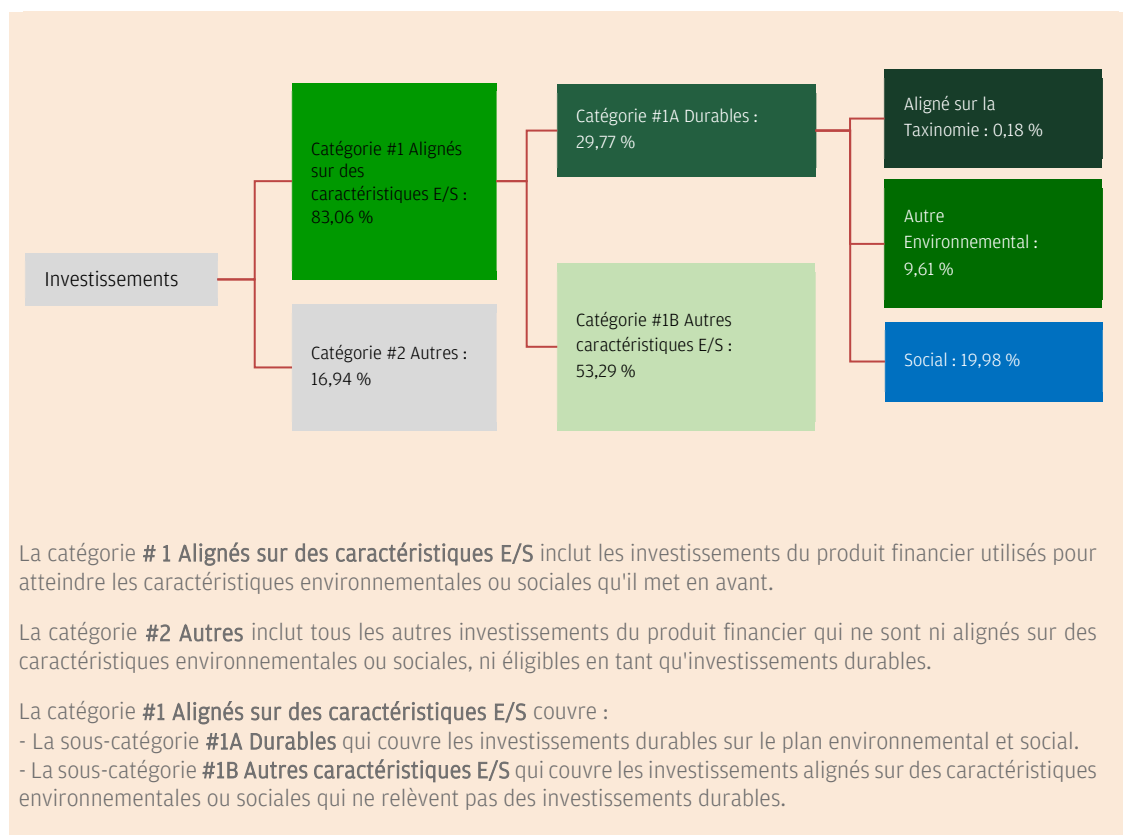 Investissements
Catégorie #1 Alignés
sur des
caractéristiques E/S :
83,06 %
Catégorie #2 Autres :
16,94 %
Catégorie #1A Durables :
29,77 %
Catégorie #1B Autres
caractéristiques E/S :
53,29 %
Aligné sur la
Taxinomie : 0,18 %
Autre
Environnemental :
9,61 %
Social : 19,98 %
La catégorie # 1 Alignés sur des caractéristiques E/S inclut les investissements du produit financier utilisés pour
atteindre les caractéristiques environnementales ou sociales qu'il met en avant.
La catégorie #2 Autres inclut tous les autres investissements du produit financier qui ne sont ni alignés sur des
caractéristiques environnementales ou sociales, ni éligibles en tant qu'investissements durables.
La catégorie #1 Alignés sur des caractéristiques E/S couvre :
- La sous-catégorie #1A Durables qui couvre les investissements durables sur le plan environnemental et social.
- La sous-catégorie #1B Autres caractéristiques E/S qui couvre les investissements alignés sur des caractéristiques
environnementales ou sociales qui ne relèvent pas des investissements durables.